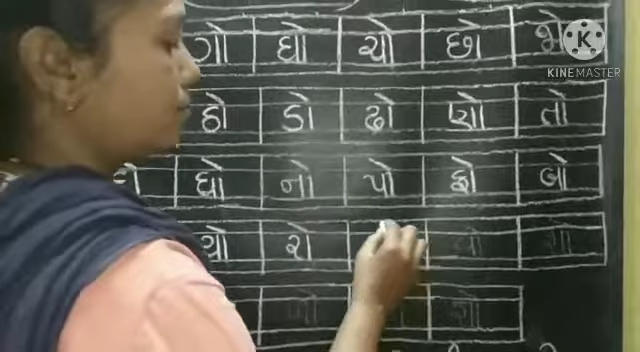 ગો ઘો ચો છો જો
KINEMASTER
ઠો ડો ઢો ણો તો
ધો નો પો ફો બો
યો રો